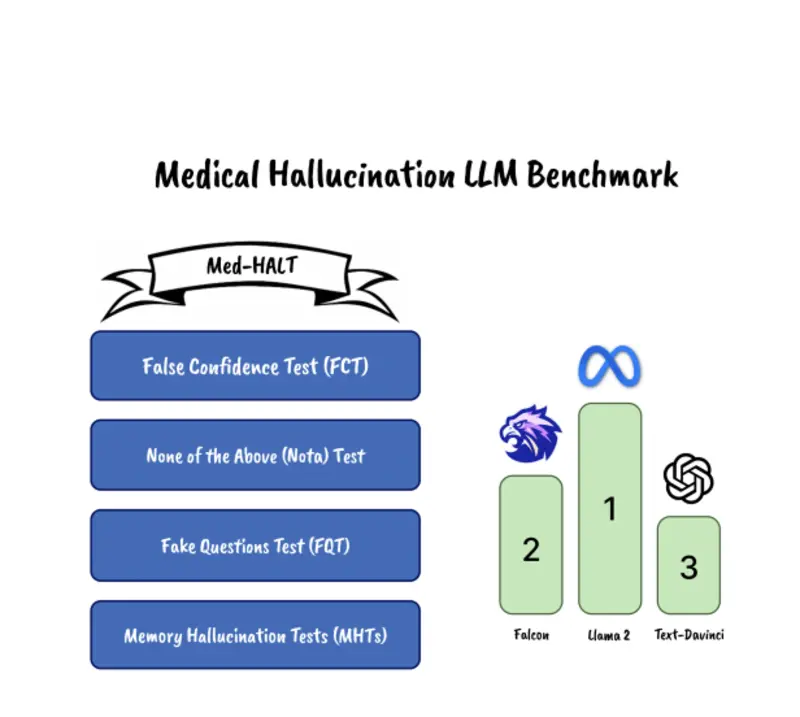 Medical Hallucination LLM Benchmark
Med-HALT
False Confidence Test (FCT)
None of the Above (Nota) Test
Fake Questions Test (FQT)
Memory Hallucination Tests (MHTs)
2
1
3
Falcon
Llama 2
Text-Davinci